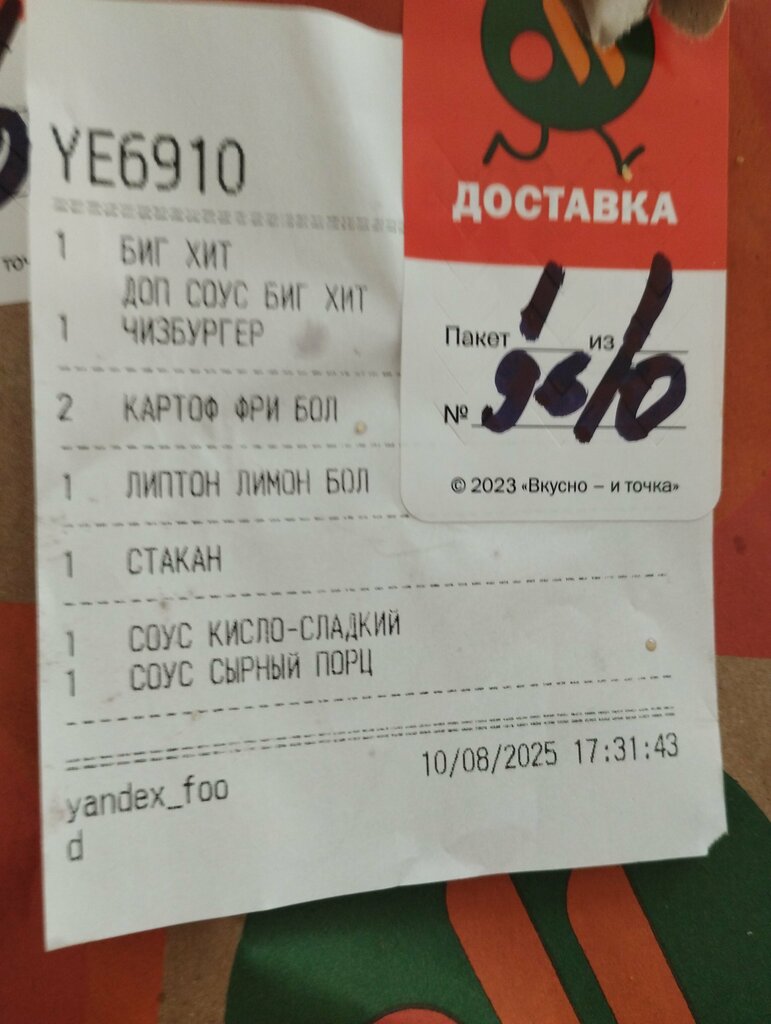 YE6910
1 БИГ ХИТ
ДОП СОУС БИГ ХИТ
1 ЧИЗБУРГЕР
2 КАРТОФ ФРИ БОЛ
1 ЛИПТОН ЛИМОН БОЛ
1 СТАКАН
1 СОУС КИСЛО-СЛАДКИЙ
1 СОУС СЫРНЫЙ ПОРЦ
10/08/2025 17:31:43
yandex_foo
d
ДОСТАВКА
Пакет 1 из 1
№
© 2023 «Вкусно – и точка»